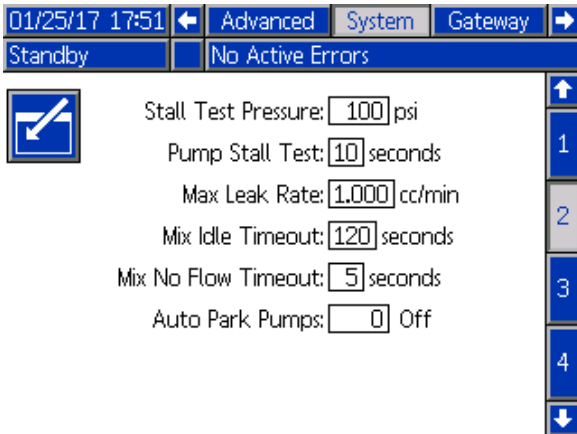 01/25/17 17:51 Advanced System Gateway
Standby No Active Errors
Stall Test Pressure: 100 psi
1
Pump Stall Test: 10 seconds
Max Leak Rate: 1.000 cc/min
2
Mix Idle Timeout: 120 seconds
Mix No Flow Timeout: 5 seconds
3
Auto Park Pumps: 0 Off
4